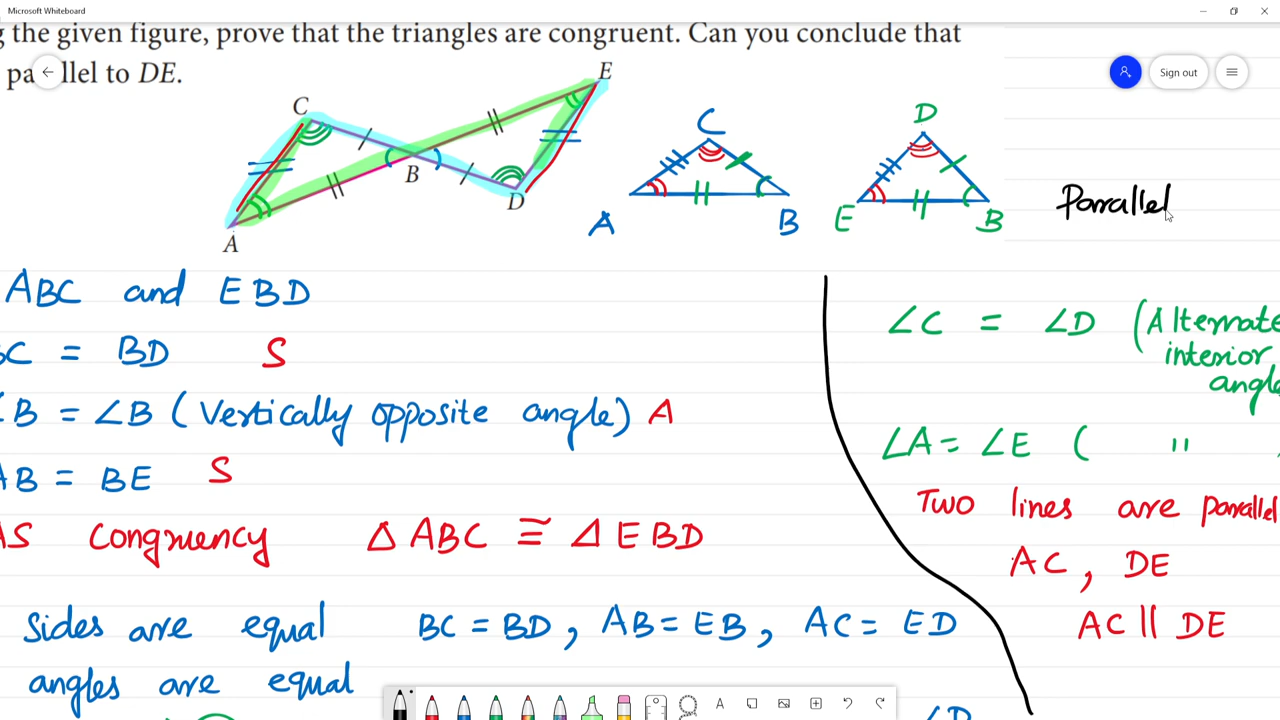 Microsoft Whiteboard
the given figure, prove that the triangles are congruent. Can you conclude that
pa llel to DE.
Sign out
C
E
A
B
D
C
A
B
D
E
B
Parallel
ABC and EBD
BC = BD S
∠B = ∠B (Vertically opposite angle) A
AB = BE S
AS Congruency Δ ABC ≅ Δ EBD
Sides are equal BC = BD, AB = EB, AC = ED
angles are equal
∠C = ∠D (Alternate
interior
angle
∠A = ∠E ( "
Two lines are parallel
AC, DE
AC || DE
∠D